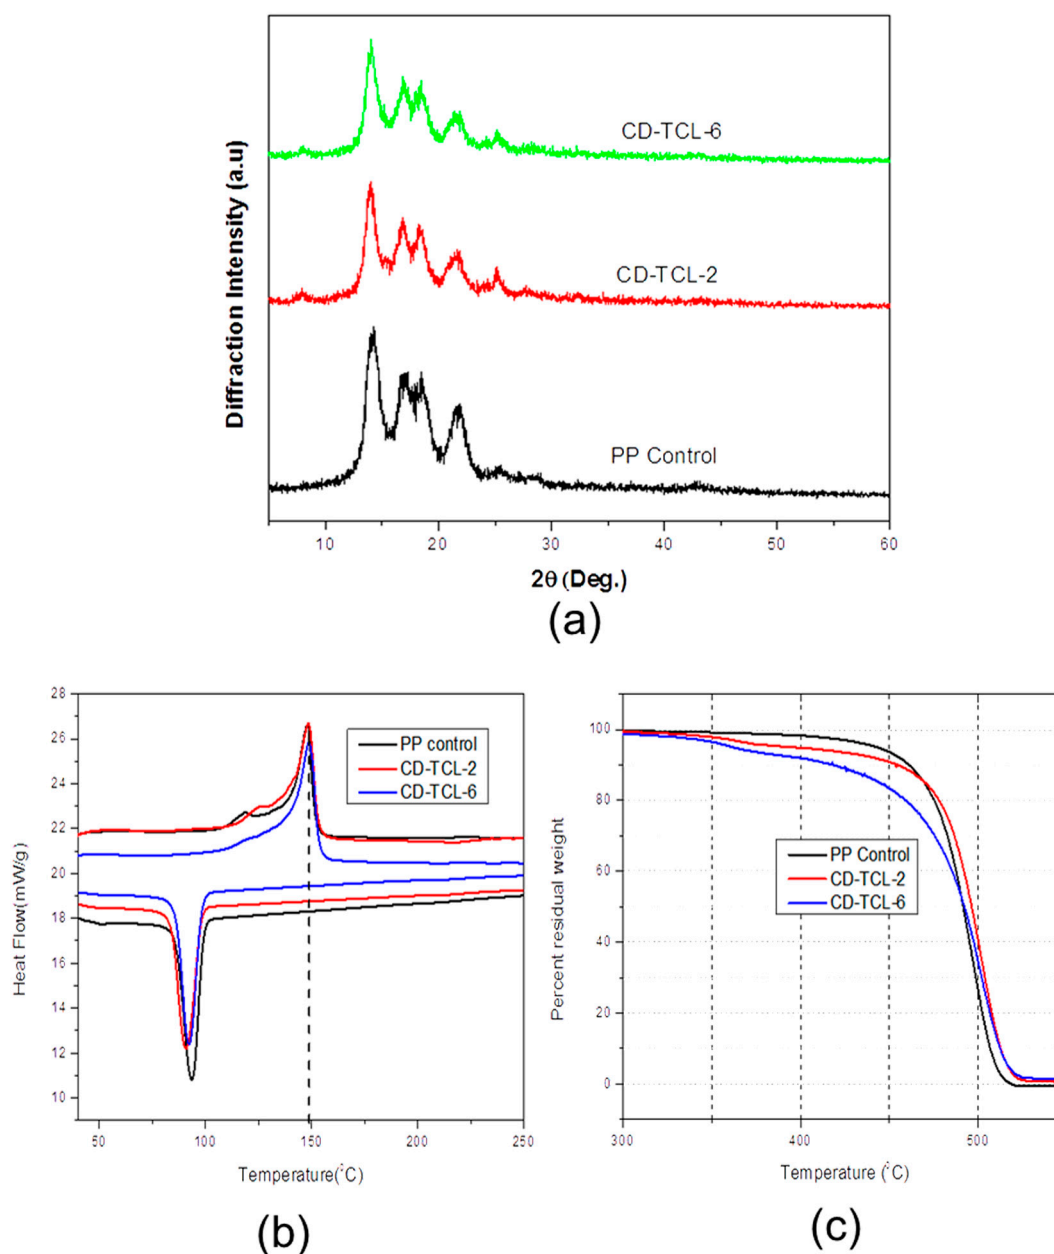 Diffraction Intensity (a.u)
CD-TCL-6
CD-TCL-2
PP Control
10
20
30
40
50
60
2θ (Deg.)
(a)
Heat Flow(mW/g)
28
26
24
22
20
18
16
14
12
10
PP control
CD-TCL-2
CD-TCL-6
50
100
150
200
250
Temperature(°C)
(b)
Percent residual weight
100
80
60
40
20
0
PP Control
CD-TCL-2
CD-TCL-6
300
400
500
Temperature (°C)
(c)